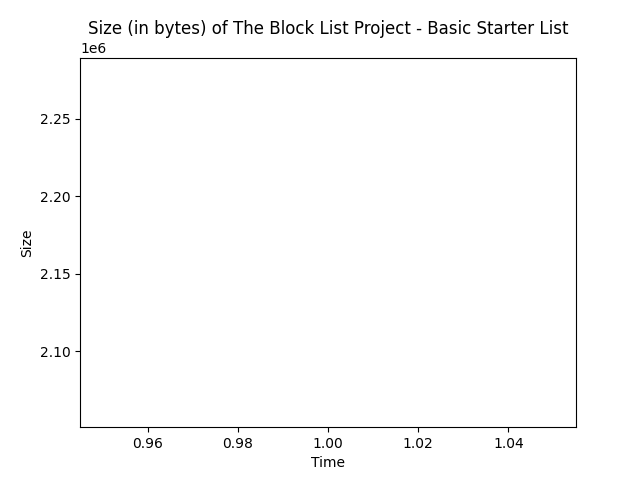 Size (in bytes) of The Block List Project - Basic Starter List
1e6
2.25
2.20
2.15
2.10
Size
0.96 0.98 1.00 1.02 1.04
Time